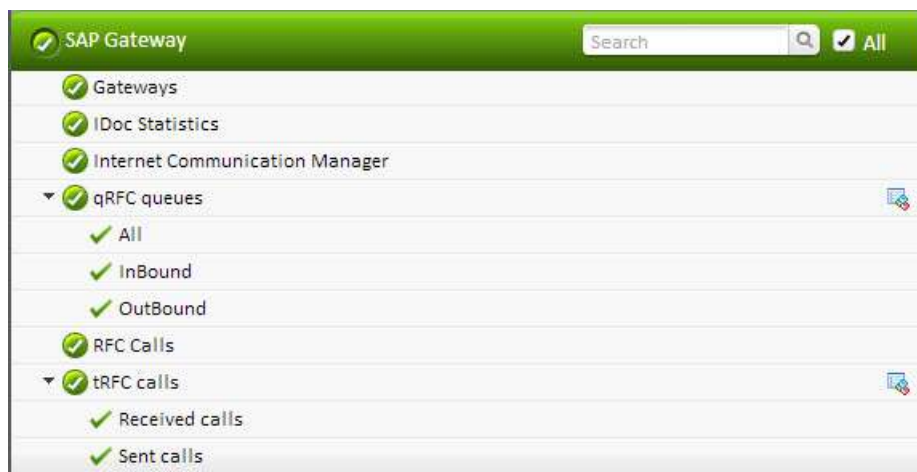 SAP Gateway Search All
Gateways
IDoc Statistics
Internet Communication Manager
qRFC queues
All
InBound
OutBound
RFC Calls
tRFC calls
Received calls
Sent calls